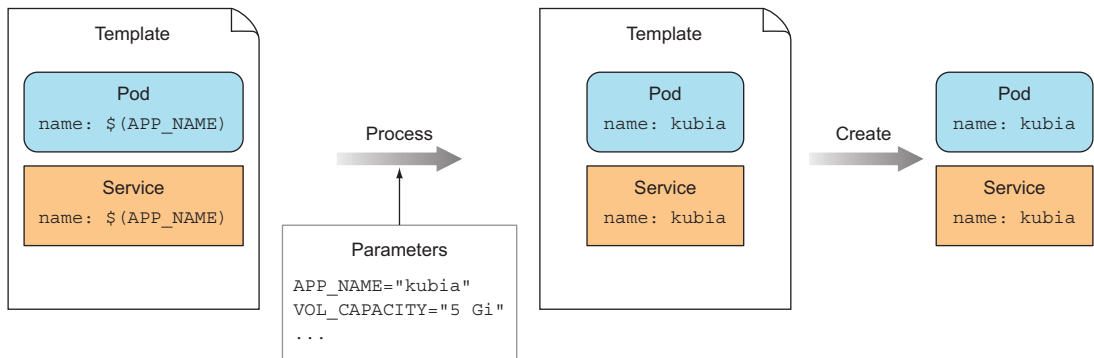 Template
Pod
name: $(APP_NAME)
Service
name: $(APP_NAME)
Process
Parameters
APP_NAME="kubia"
VOL_CAPACITY="5 Gi"
...
Template
Pod
name: kubia
Service
name: kubia
Create
Pod
name: kubia
Service
name: kubia